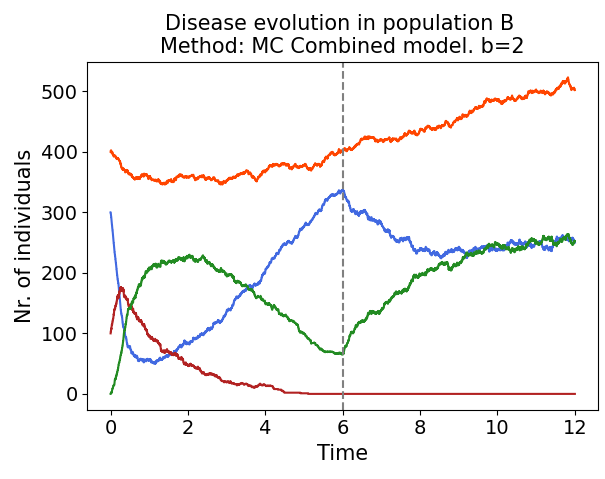 Disease evolution in population B
Method: MC Combined model. b=2
Nr. of individuals
500
400
300
200
100
0
0 2 4 6 8 10 12
Time